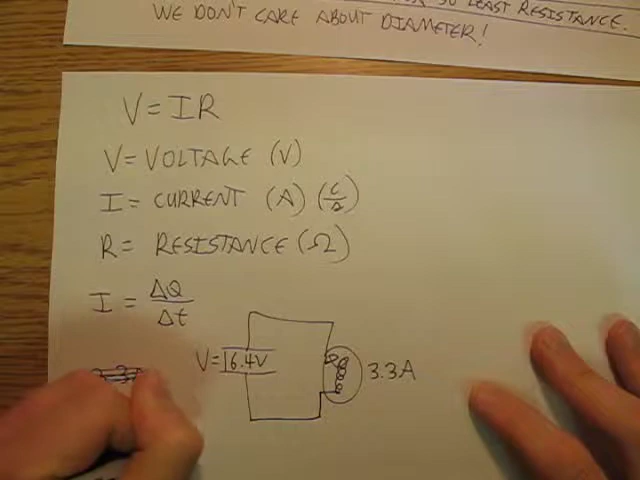 LEAST RESISTANCE.
WE DON'T CARE ABOUT DIAMETER!
V = IR
V = VOLTAGE (V)
I = CURRENT (A) (C/s)
R = RESISTANCE (Ω)
I = ΔQ/Δt
V = 16.4V 3.3A